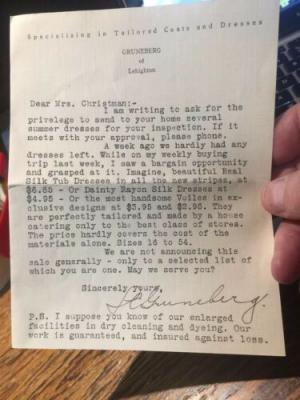 Specializing in Tailored Coats and Dresses
GRUNEBERG
of
Lehighton
Dear Mrs. Christman:-
I am writing to ask for the
privelege to send to your home several
summer dresses for your inspection. If it
meets with your approval, please phone.
A week ago we hardly had any
dresses left. While on my weekly buying
trip last week, I saw a bargain opportunity
and grasped at it. Imagine, beautiful Real
Silk Tub Dresses in all the new stripes, at
$6.55 - Or Dainty Rayon Silk Dresses at
$4.95 - Or the most handsome Voiles in ex-
clusive designs at $3.95 and $2.95. They
are perfectly tailored and made by a house
catering only to the best class of stores.
The price hardly covers the cost of the
materials alone. Sizes 16 to 54.
We are not announcing this
sale generally - only to a selected list of
which you are one. May we serve you?
Sincerely yours,
Gruneberg.
P.S. I suppose you know of our enlarged
facilities in dry cleaning and dyeing. Our
work is guaranteed, and insured against loss.